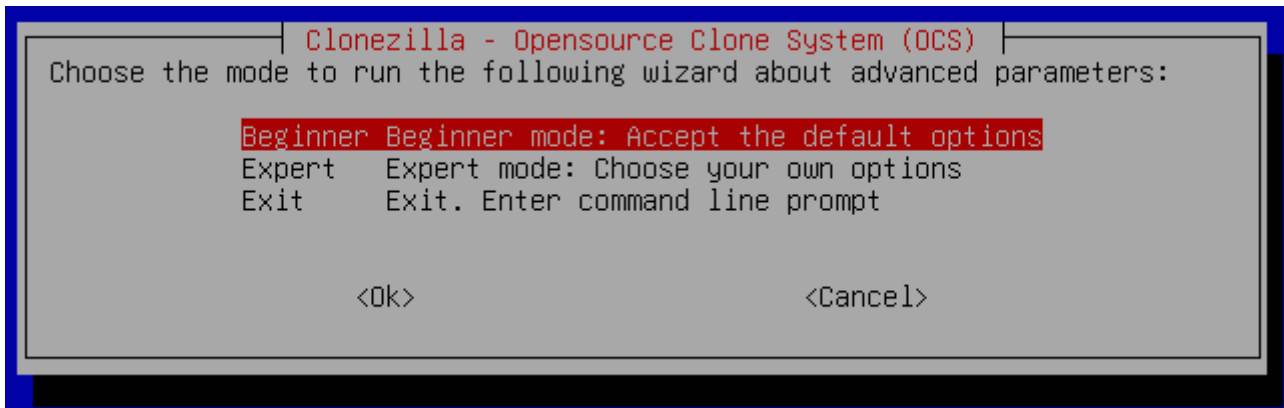 Clonezilla - Opensource Clone System (OCS)
Choose the mode to run the following wizard about advanced parameters:
Beginner Beginner mode: Accept the default options
Expert Expert mode: Choose your own options
Exit Exit. Enter command line prompt
<Ok> <Cancel>